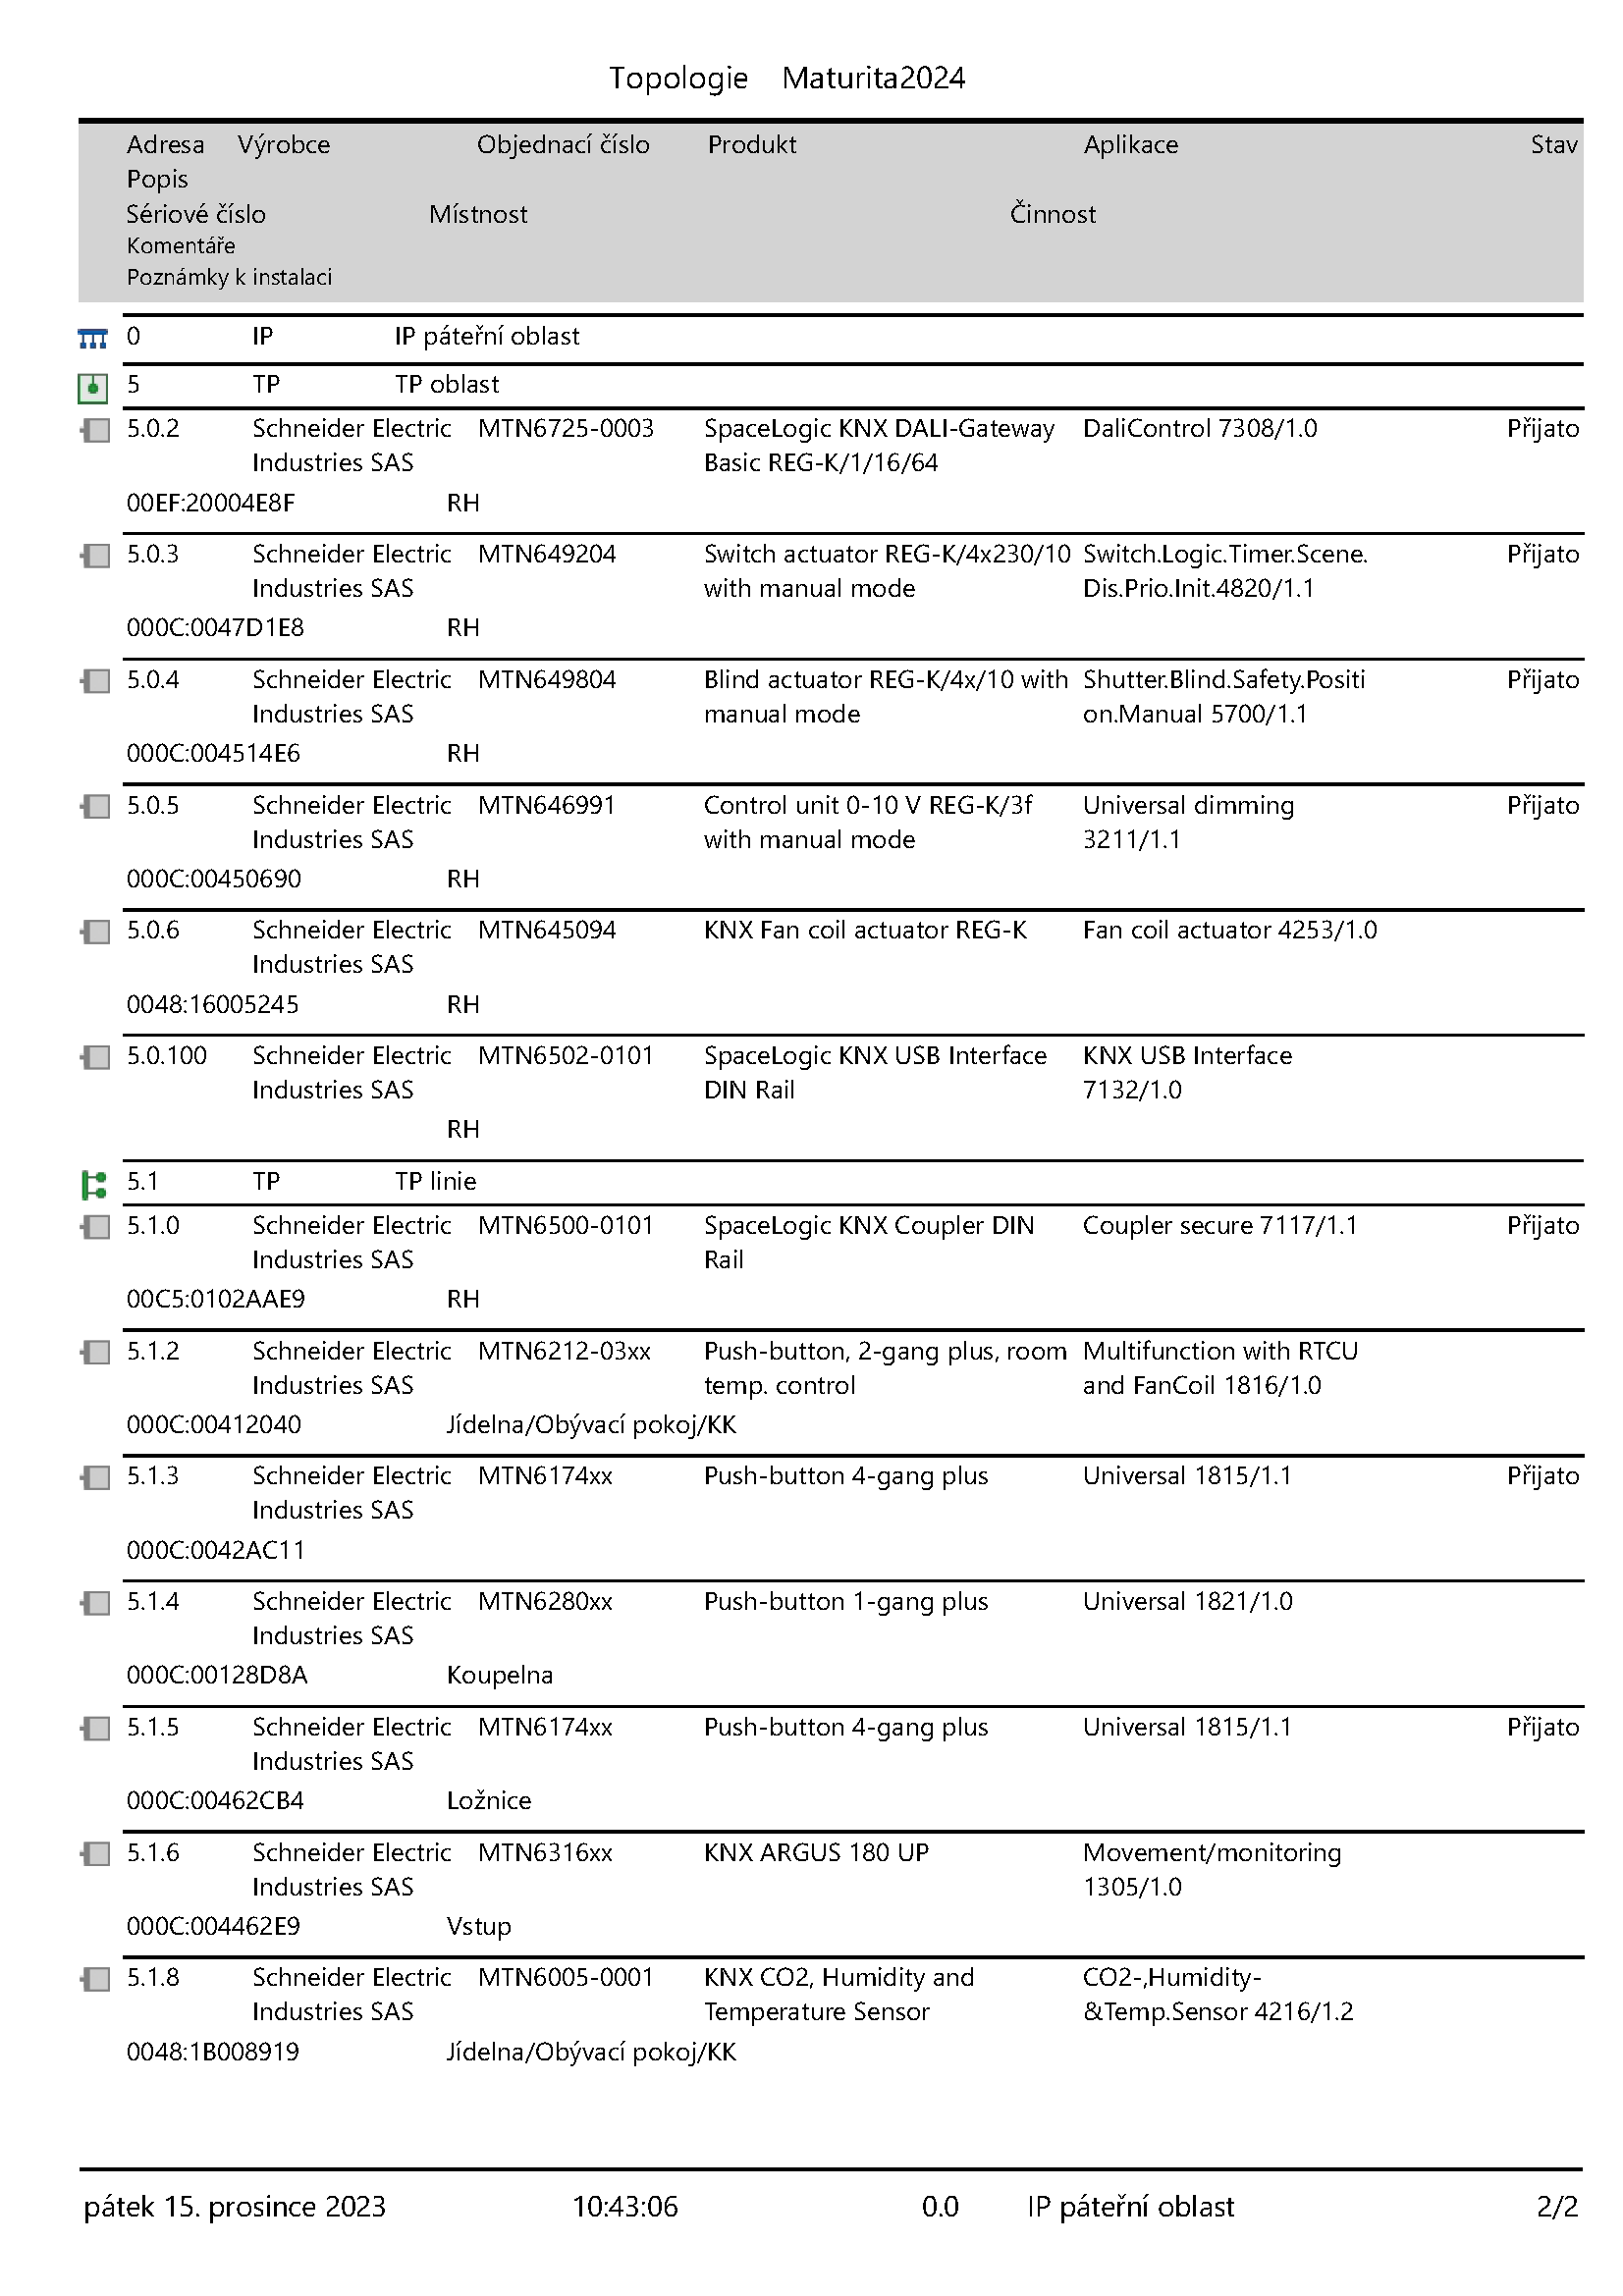 Topologie Maturita2024
Adresa Výrobce Objednací číslo Produkt Aplikace Stav
Popis
Sériové číslo Místnost Činnost
Komentáře
Poznámky k instalaci
0 IP IP páteřní oblast
5 TP TP oblast
5.0.2 Schneider Electric MTN6725-0003 SpaceLogic KNX DALI-Gateway DaliControl 7308/1.0 Přijato
Industries SAS Basic REG-K/1/16/64
00EF:20004E8F RH
5.0.3 Schneider Electric MTN649204 Switch actuator REG-K/4x230/10 Switch.Logic.Timer.Scene. Přijato
Industries SAS with manual mode Dis.Prio.Init.4820/1.1
000C:0047D1E8 RH
5.0.4 Schneider Electric MTN649804 Blind actuator REG-K/4x/10 with Shutter.Blind.Safety.Positi Přijato
Industries SAS manual mode on.Manual 5700/1.1
000C:004514E6 RH
5.0.5 Schneider Electric MTN646991 Control unit 0-10 V REG-K/3f Universal dimming Přijato
Industries SAS with manual mode 3211/1.1
000C:00450690 RH
5.0.6 Schneider Electric MTN645094 KNX Fan coil actuator REG-K Fan coil actuator 4253/1.0
Industries SAS
0048:16005245 RH
5.0.100 Schneider Electric MTN6502-0101 SpaceLogic KNX USB Interface KNX USB Interface
Industries SAS DIN Rail 7132/1.0
RH
5.1 TP TP linie
5.1.0 Schneider Electric MTN6500-0101 SpaceLogic KNX Coupler DIN Coupler secure 7117/1.1 Přijato
Industries SAS Rail
00C5:0102AAE9 RH
5.1.2 Schneider Electric MTN6212-03xx Push-button, 2-gang plus, room Multifunction with RTCU
Industries SAS temp. control and FanCoil 1816/1.0
000C:00412040 Jídelna/Obývací pokoj/KK
5.1.3 Schneider Electric MTN6174xx Push-button 4-gang plus Universal 1815/1.1 Přijato
Industries SAS
000C:0042AC11
5.1.4 Schneider Electric MTN6280xx Push-button 1-gang plus Universal 1821/1.0
Industries SAS
000C:00128D8A Koupelna
5.1.5 Schneider Electric MTN6174xx Push-button 4-gang plus Universal 1815/1.1 Přijato
Industries SAS
000C:00462CB4 Ložnice
5.1.6 Schneider Electric MTN6316xx KNX ARGUS 180 UP Movement/monitoring
Industries SAS 1305/1.0
000C:004462E9 Vstup
5.1.8 Schneider Electric MTN6005-0001 KNX CO2, Humidity and CO2-,Humidity-
Industries SAS Temperature Sensor &Temp.Sensor 4216/1.2
0048:1B008919 Jídelna/Obývací pokoj/KK
pátek 15. prosince 2023 10:43:06 0.0 IP páteřní oblast 2/2